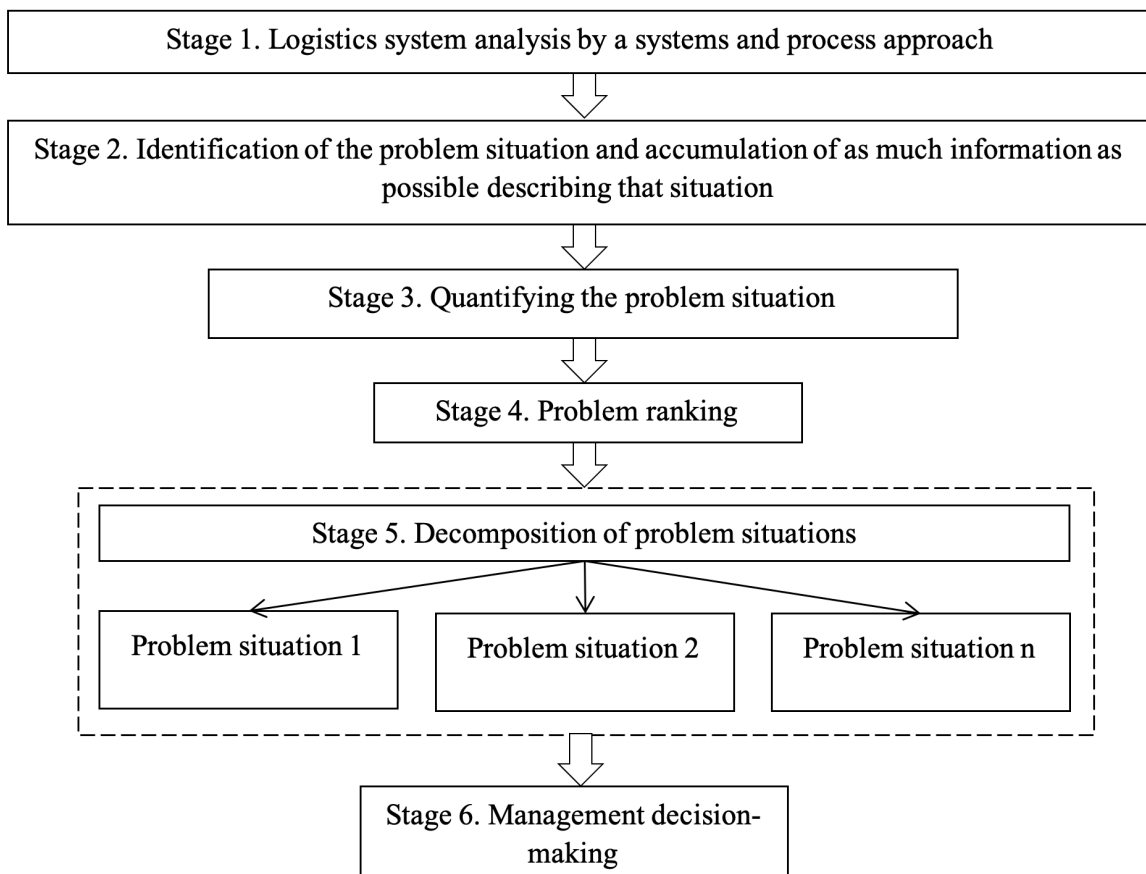 Stage 1. Logistics system analysis by a systems and process approach
Stage 2. Identification of the problem situation and accumulation of as much information as
possible describing that situation
Stage 3. Quantifying the problem situation
Stage 4. Problem ranking
Stage 5. Decomposition of problem situations
Problem situation 1
Problem situation 2
Problem situation n
Stage 6. Management decision-
making